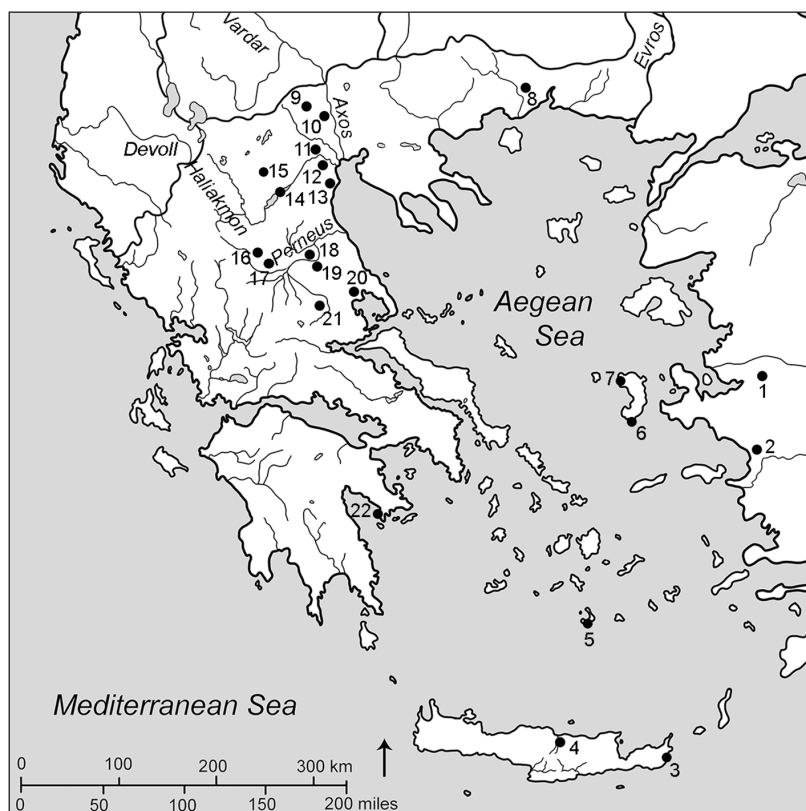 Vardar
Evros
9
10
Axos
8
Devoll
11
15
12
Haliakmon
14
13
16
17
Perneus
18
19
20
21
Aegean
Sea
7
1
6
2
22
5
Mediterranean Sea
4
3
0 100 200 300 km
0 50 100 150 200 miles